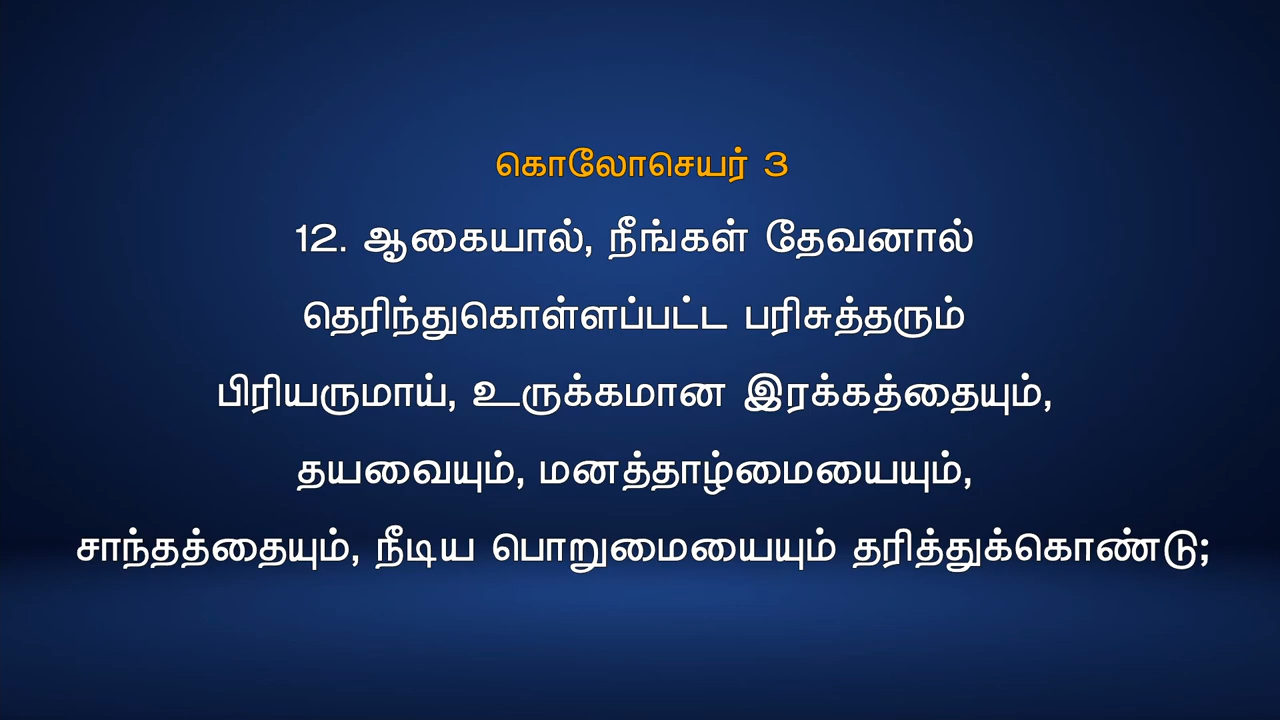 கொலோசெயர் 3
12. ஆகையால், நீங்கள் தேவனால்
தெரிந்துகொள்ளப்பட்ட பரிசுத்தரும்
பிரியருமாய், உருக்கமான இரக்கத்தையும்,
தயவையும், மனத்தாழ்மையையும்,
சாந்தத்தையும், நீடிய பொறுமையையும் தரித்துக்கொண்டு;